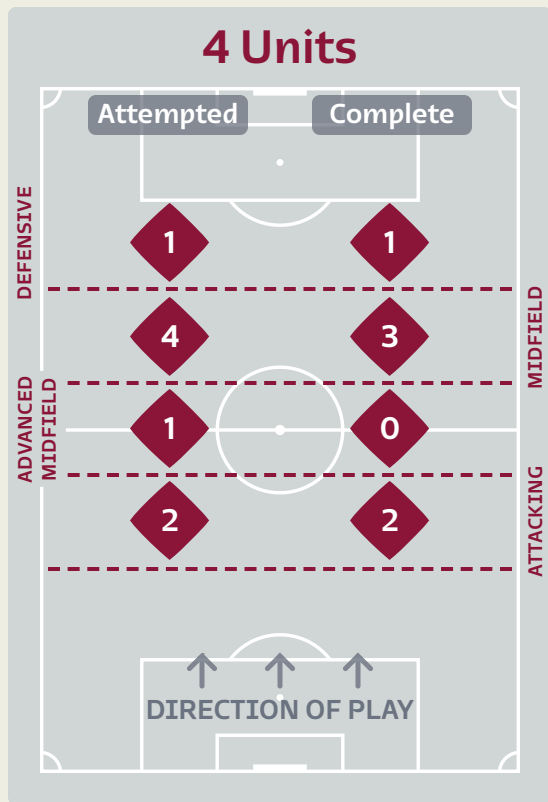 4 Units
Attempted Complete
DEFENSIVE
1 1
MIDFIELD
4 3
ADVANCED
MIDFIELD
1 0
ATTACKING
2 2
DIRECTION OF PLAY